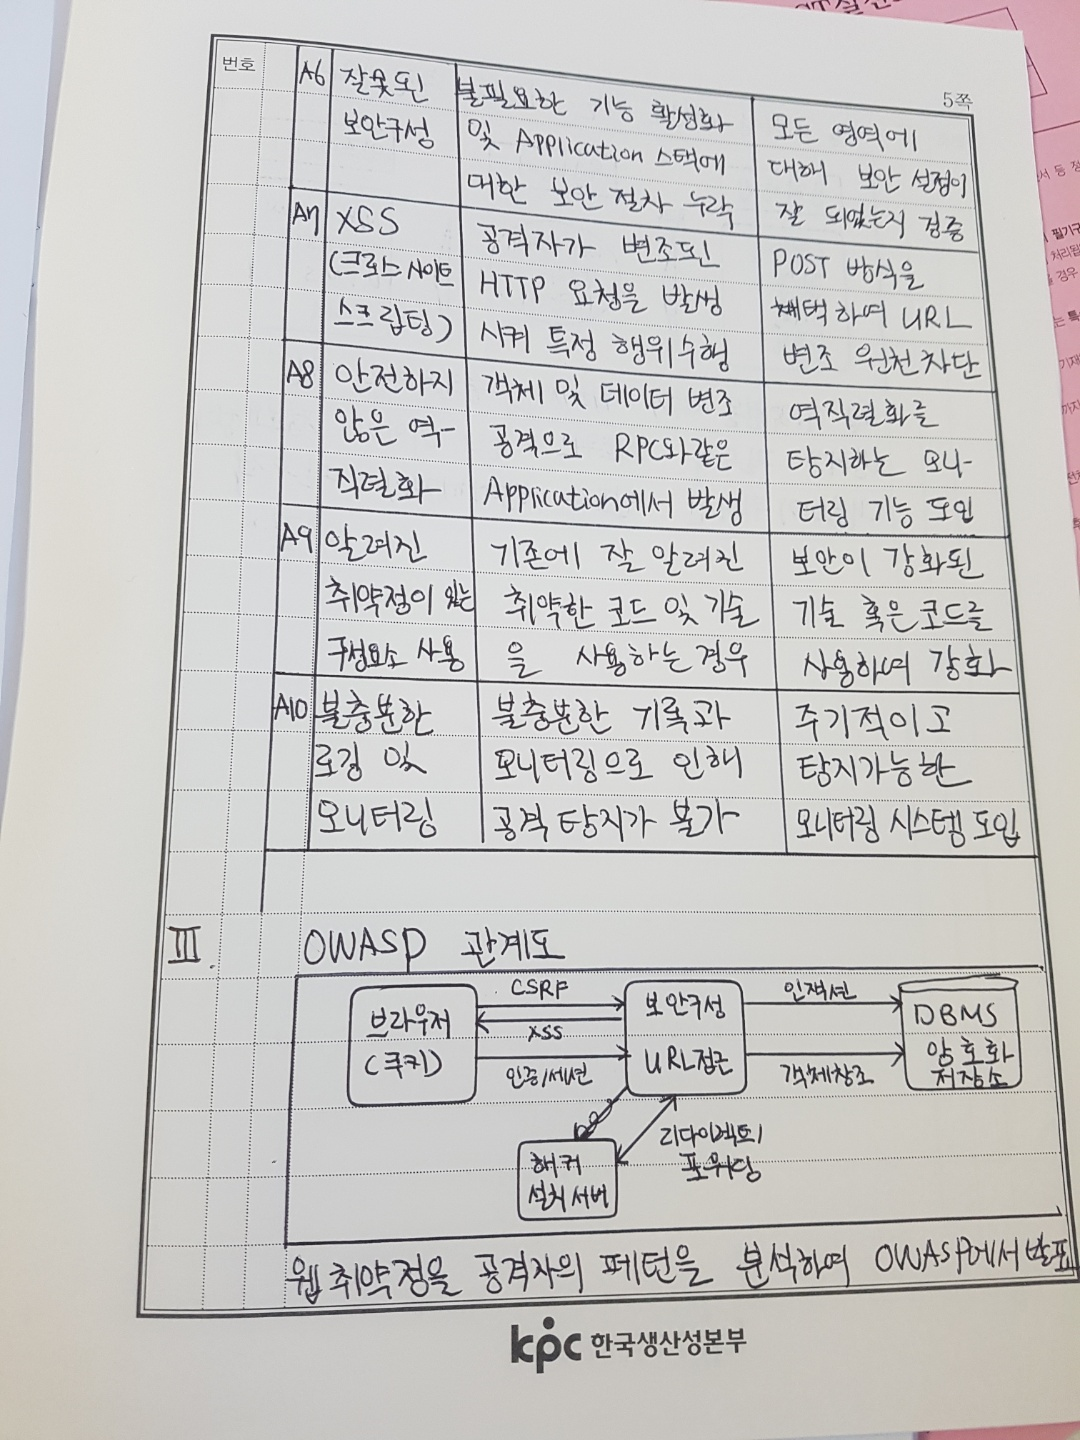 번호
5쪽
A6 잘못된 불필요한 기능 활성화 모든 영역에
보안구성 및 Application 스택에 대해 보안 설정이
대한 보안 절차 누락 잘 되었는지 검증
A7 XSS 공격자가 변조된 POST 방식을
(크로스 사이트 HTTP 요청을 발생 채택하여 URL
스크립팅) 시켜 특정 행위 수행 변조 원천차단
A8 안전하지 객체 및 데이터 변조 역직렬화를
않은 역- 공격으로 RPC와 같은 탐지하는 모니-
직렬화 Application에서 발생 터링 기능 도입
A9 알려진 기존에 잘 알려진 보안이 강화된
취약점이 있는 취약한 코드 및 기술 기술 혹은 코드를
구성요소 사용 을 사용하는 경우 사용하여 강화
A10 불충분한 불충분한 기록과 주기적이고
로깅 및 모니터링으로 인해 탐지가능한
모니터링 공격 탐지가 불가 모니터링 시스템 도입
III. OWASP 관계도
CSRF
브라우저
(쿠키)
XSS
인증/세션
보안구성
URL접근
인젝션
객체참조
DBMS
암호화
저장소
해커
설치 서버
리다이렉트/
포워딩
웹 취약점을 공격자의 패턴을 분석하여 OWASP에서 발표
kpc 한국생산성본부